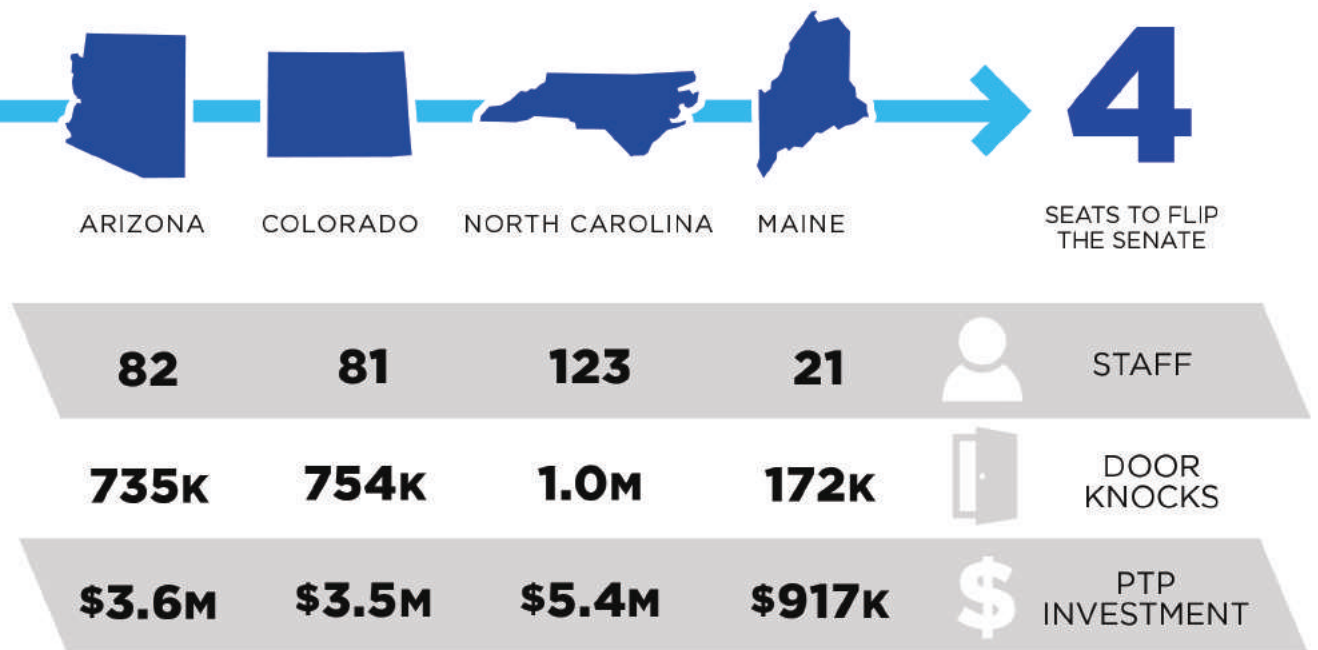 4
ARIZONA COLORADO NORTH CAROLINA MAINE
SEATS TO FLIP
THE SENATE
82 81 123 21 STAFF
735K 754K 1.0M 172K DOOR
KNOCKS
$3.6M $3.5M $5.4M $917K $ PTP
INVESTMENT